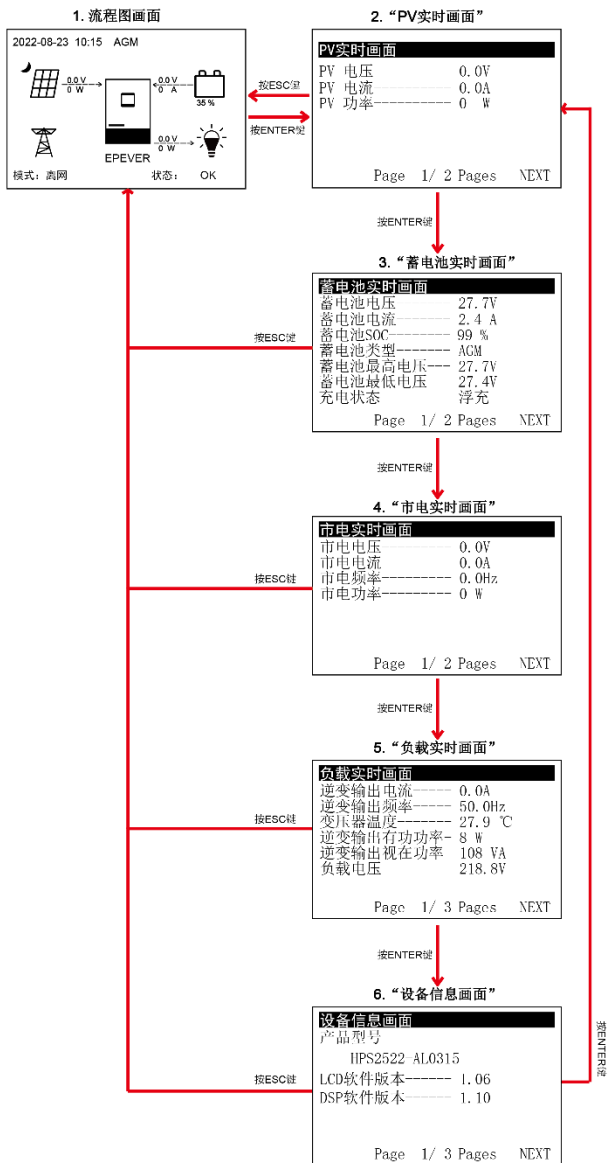 1. 流程图画面
2022-08-23 10:15 AGM
0.0 V
0 W
0.0 V
0 A
35 %
0.0 V
0 W
EPEVER
模式：离网 状态： OK
按ESC键
按ENTER键
2. “PV实时画面”
PV实时画面
PV 电压 0.0V
PV 电流 0.0A
PV 功率--------- 0 W
Page 1/ 2 Pages NEXT
按ENTER键
3. “蓄电池实时画面”
蓄电池实时画面
蓄电池电压 27.7V
蓄电池电流 2.4 A
蓄电池SOC-------- 99 %
蓄电池类型------- AGM
蓄电池最高电压--- 27.7V
蓄电池最低电压 27.4V
充电状态 浮充
Page 1/ 2 Pages NEXT
按ESC键
按ENTER键
4. “市电实时画面”
市电实时画面
市电电压 0.0V
市电电流 0.0A
市电频率--------- 0.0Hz
市电功率--------- 0 W
Page 1/ 2 Pages NEXT
按ESC键
按ENTER键
5. “负载实时画面”
负载实时画面
逆变输出电流----- 0.0A
逆变输出频率----- 50.0Hz
变压器温度------- 27.9 ℃
逆变输出有功功率- 8 W
逆变输出视在功率 108 VA
负载电压 218.8V
Page 1/ 3 Pages NEXT
按ESC键
按ENTER键
6. “设备信息画面”
设备信息画面
产品型号
HPS2522-AL0315
LCD软件版本------ 1.06
DSP软件版本------ 1.10
Page 1/ 3 Pages NEXT
按ESC键
按ENTER键